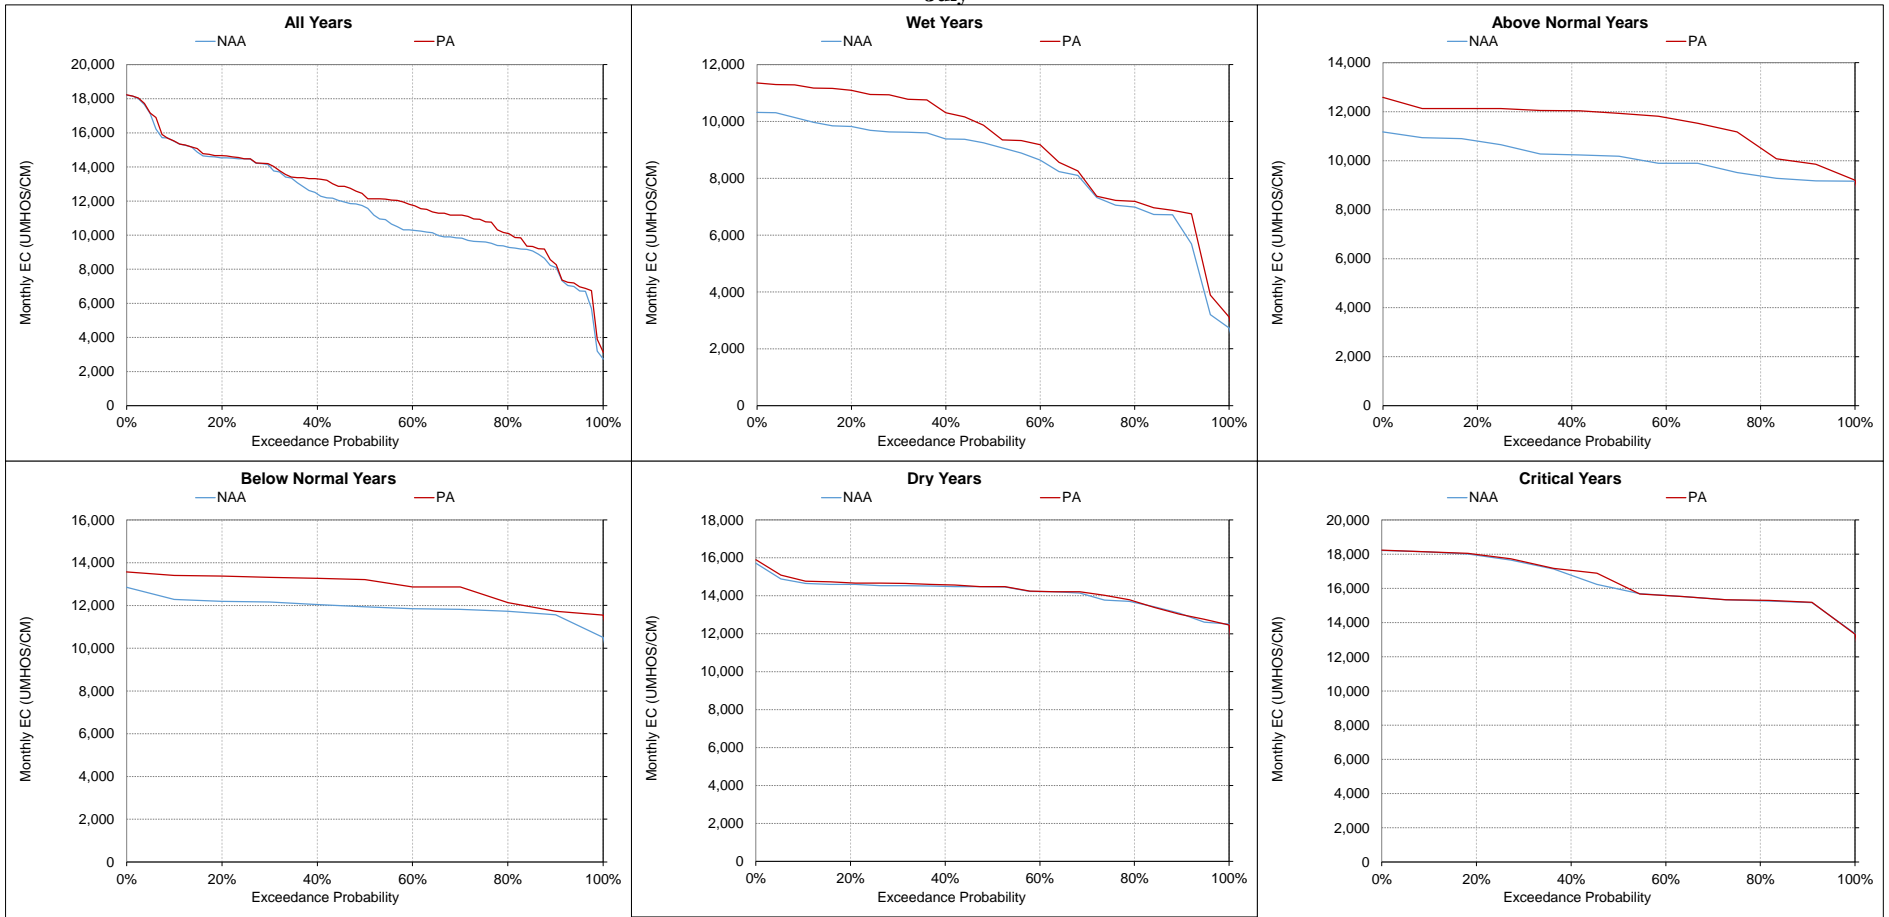 July
All Years
NAA PA
20,000
18,000
16,000
14,000
12,000
10,000
8,000
6,000
4,000
2,000
0
0% 20% 40% 60% 80% 100%
Monthly EC (UMHOS/CM)
Exceedance Probability
Wet Years
NAA PA
12,000
10,000
8,000
6,000
4,000
2,000
0
0% 20% 40% 60% 80% 100%
Monthly EC (UMHOS/CM)
Exceedance Probability
Above Normal Years
NAA PA
14,000
12,000
10,000
8,000
6,000
4,000
2,000
0
0% 20% 40% 60% 80% 100%
Monthly EC (UMHOS/CM)
Exceedance Probability
Below Normal Years
NAA PA
16,000
14,000
12,000
10,000
8,000
6,000
4,000
2,000
0
0% 20% 40% 60% 80% 100%
Monthly EC (UMHOS/CM)
Exceedance Probability
Dry Years
NAA PA
18,000
16,000
14,000
12,000
10,000
8,000
6,000
4,000
2,000
0
0% 20% 40% 60% 80% 100%
Monthly EC (UMHOS/CM)
Exceedance Probability
Critical Years
NAA PA
20,000
18,000
16,000
14,000
12,000
10,000
8,000
6,000
4,000
2,000
0
0% 20% 40% 60% 80% 100%
Monthly EC (UMHOS/CM)
Exceedance Probability